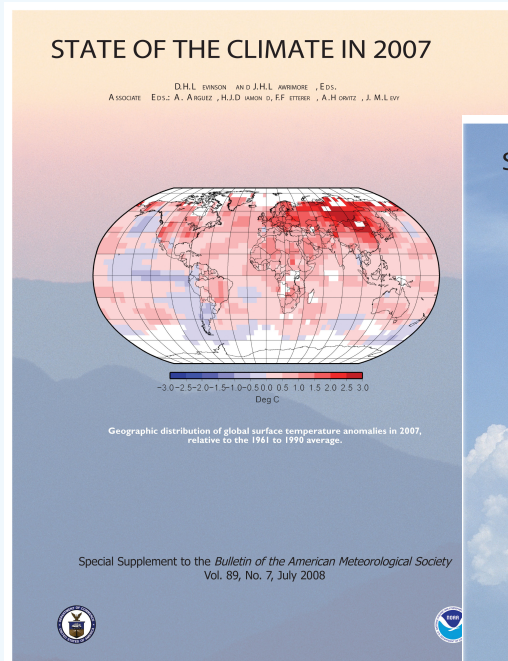 STATE OF THE CLIMATE IN 2007
D.H.L EVINSON AN D J.H.L AWRIMORE , EDS.
ASSOCIATE EDS.: A. ARGUEZ , H.J.D IAMON D, F.F ETTERER , A.H ORVITZ , J. M.L EVY
-3.0-2.5-2.0-1.5-1.0-0.5 0 0 0.5 1.0 1.5 2.0 2.5 3.0
Deg C
Geographic distribution of global surface temperature anomalies in 2007,
relative to the 1961 to 1990 average.
Special Supplement to the Bulletin of the American Meteorological Society
Vol. 89, No. 7, July 2008
NOAA